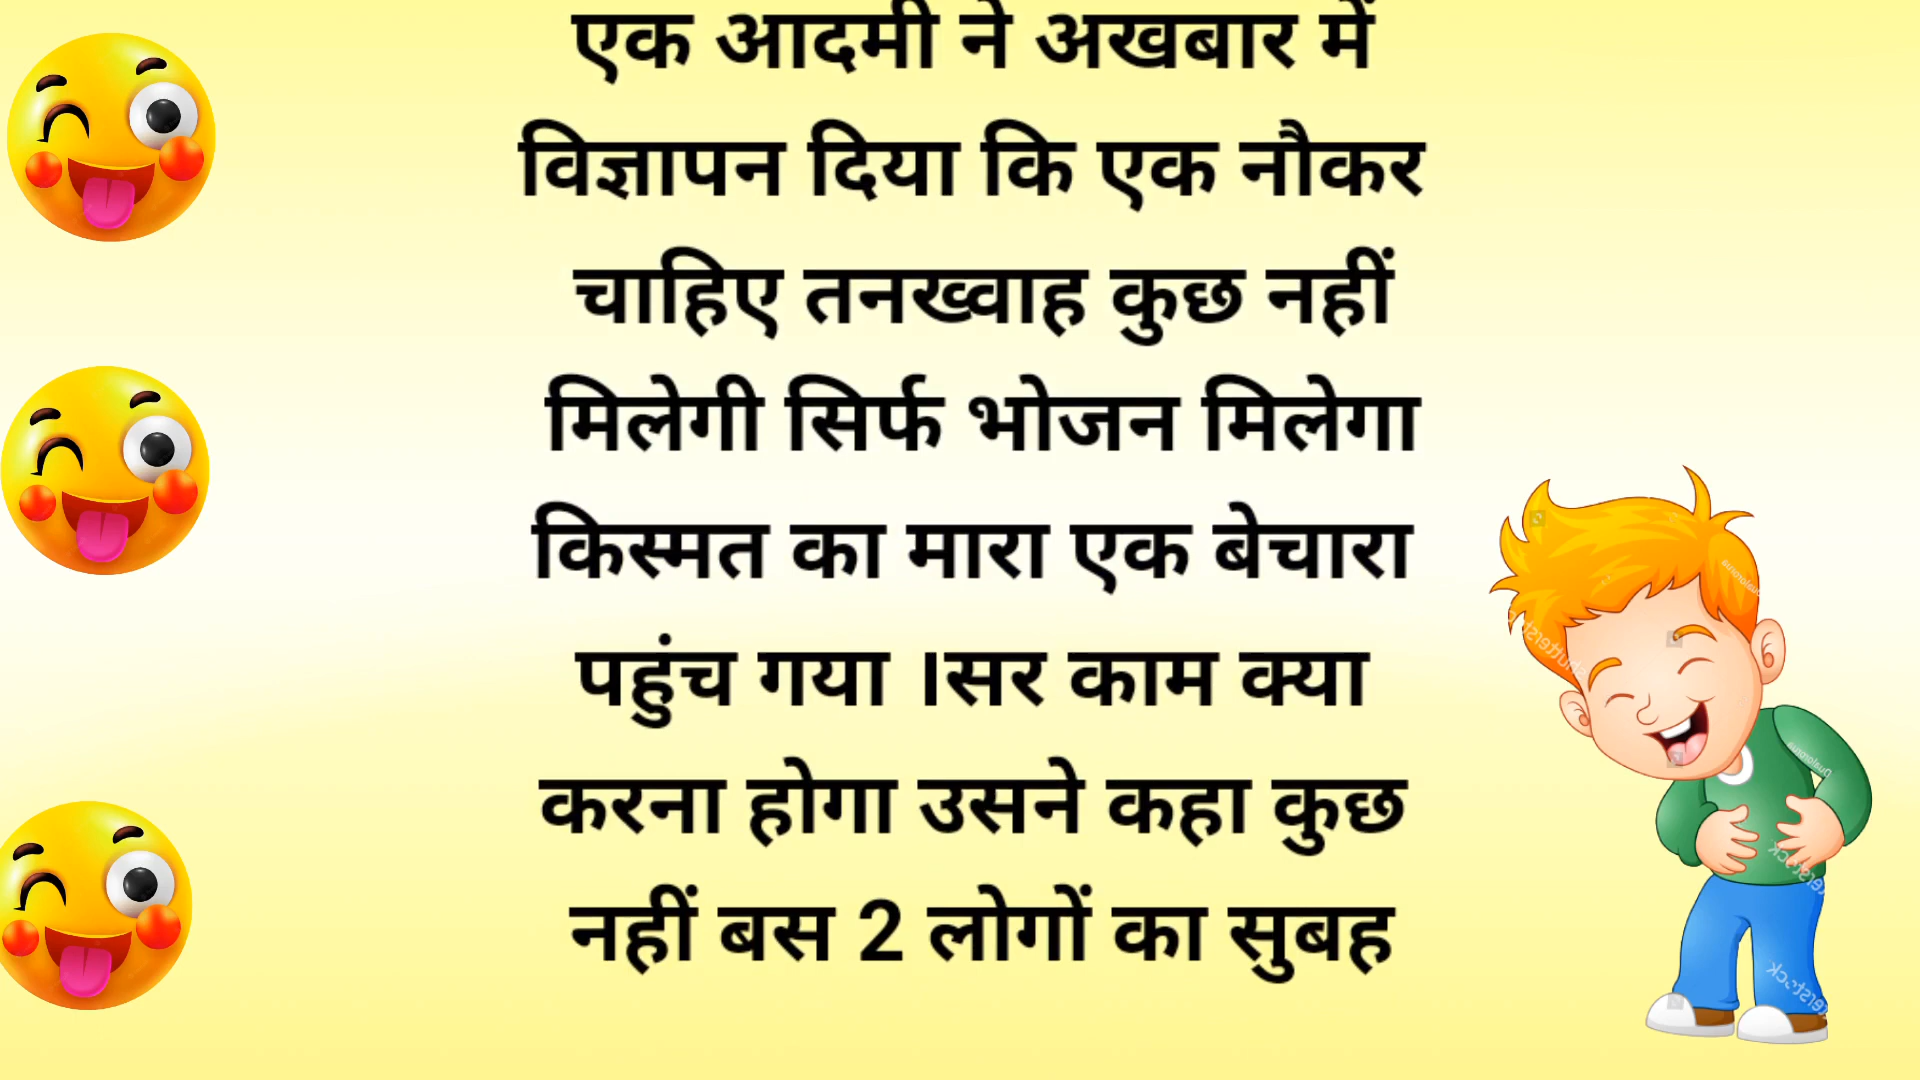 एक आदमी ने अखबार में
विज्ञापन दिया कि एक नौकर
चाहिए तनख्वाह कुछ नहीं
मिलेगी सिर्फ भोजन मिलेगा
किस्मत का मारा एक बेचारा
पहुंच गया ।सर काम क्या
करना होगा उसने कहा कुछ
नहीं बस 2 लोगों का सुबह